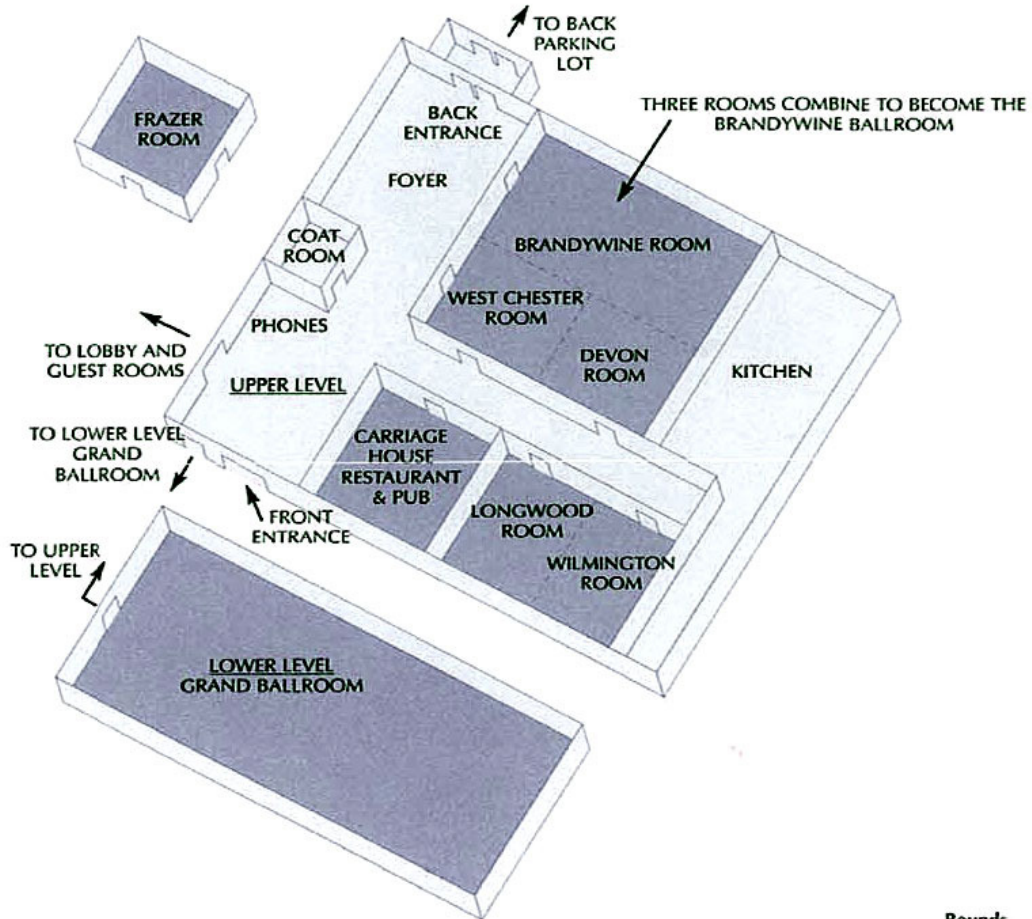 TO BACK
PARKING
LOT
THREE ROOMS COMBINE TO BECOME THE
BRANDYWINE BALLROOM
FRAZER
ROOM
BACK
ENTRANCE
FOYER
COAT
ROOM
BRANDYWINE ROOM
WEST CHESTER
ROOM
PHONES
DEVON
ROOM
KITCHEN
TO LOBBY AND
GUEST ROOMS
UPPER LEVEL
TO LOWER LEVEL
GRAND
BALLROOM
CARRIAGE
HOUSE
RESTAURANT
& PUB
LONGWOOD
ROOM
FRONT
ENTRANCE
WILMINGTON
ROOM
TO UPPER
LEVEL
LOWER LEVEL
GRAND BALLROOM
Rounds